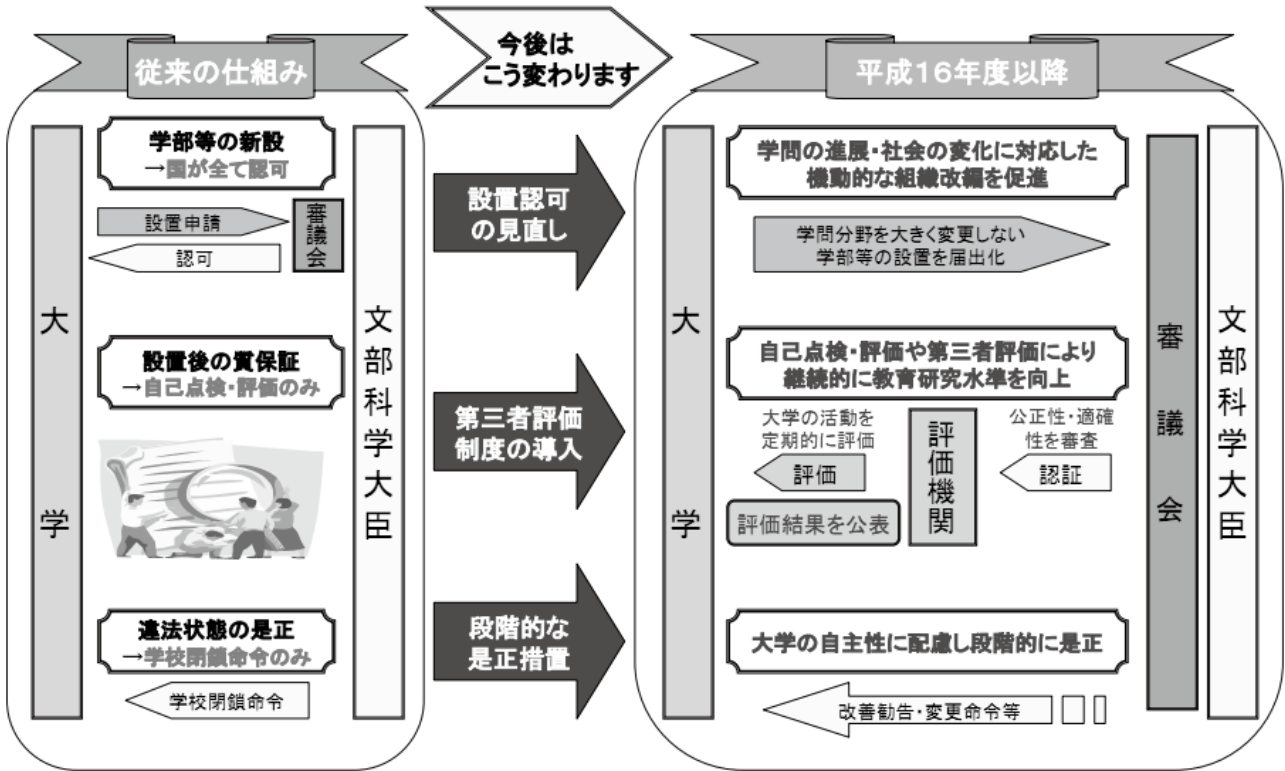 従来の仕組み
今後は
こう変わります
平成16年度以降
大学
学部等の新設
→国が全て認可
設置申請
認可
審議会
設置後の質保証
→自己点検・評価のみ
違法状態の是正
→学校閉鎖命令のみ
学校閉鎖命令
文部科学大臣
設置認可
の見直し
第三者評価
制度の導入
段階的な
是正措置
大学
学問の進展・社会の変化に対応した
機動的な組織改編を促進
学問分野を大きく変更しない
学部等の設置を届出化
自己点検・評価や第三者評価により
継続的に教育研究水準を向上
大学の活動を
定期的に評価
評価
評価結果を公表
評価機関
公正性・適確
性を審査
認証
大学の自主性に配慮し段階的に是正
改善勧告・変更命令等
審議会
文部科学大臣